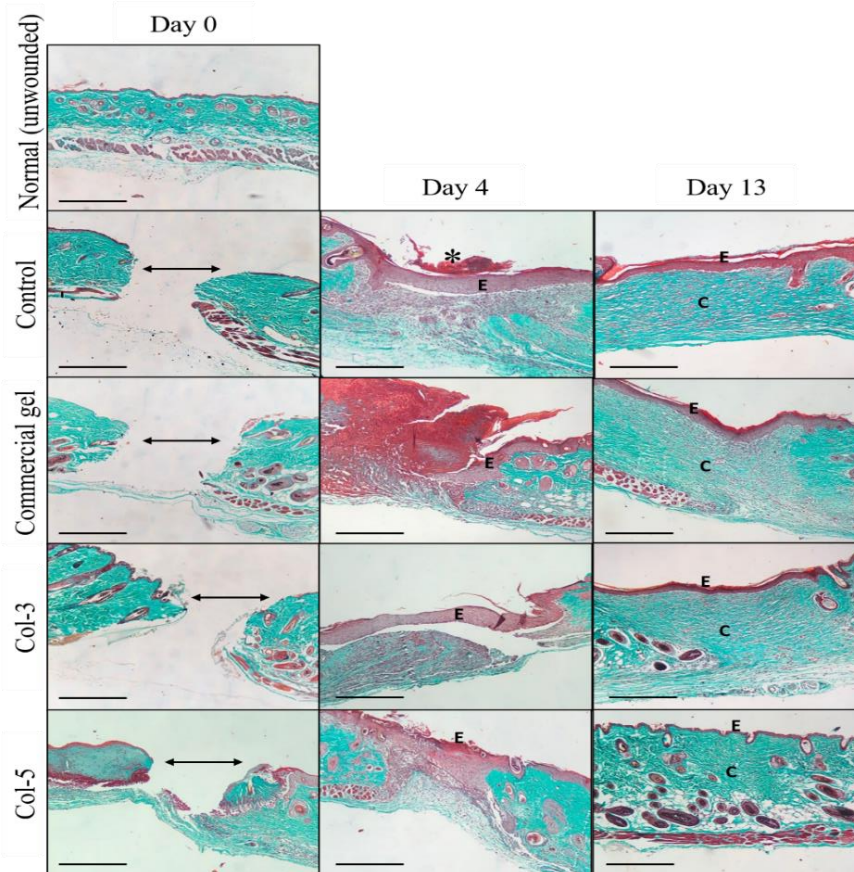 Day 0
Normal (unwounded)
Day 4
Day 13
Control
*
E
E
C
Commercial gel
E
E
C
Col-3
E
E
C
Col-5
E
E
C